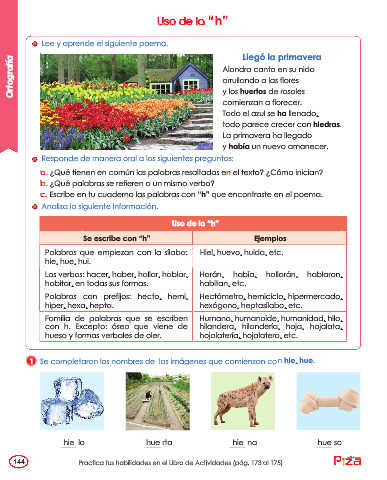 Uso de la "h"
Ortografía
Lee y aprende el siguiente poema.
Llegó la primavera
Alondra canta en su nido
arrullando a las flores
y los huertos de rosales
comienzan a florecer.
Todo el azul se ha llenado,
todo parece crecer con hiedras.
La primavera ha llegado
y había un nuevo amanecer.
Responde de manera oral a los siguientes preguntas:
a. ¿Qué tienen en común las palabras resaltadas en el texto? ¿Cómo inician?
b. ¿Qué palabras se refieren a un mismo verbo?
c. Escribe en tu cuaderno las palabras con "h" que encontraste en el poema.
Analiza la siguiente información.
Uso de la "h"
Se escribe con "h"
Ejemplos
Palabras que empiezan con la sílaba: hie, hue, hui.
Hiel, huevo, huida, etc.
Los verbos: hacer, haber, hallar, hablar, habitar, en todas sus formas.
Harán, había, hallarán, hablaron, habitan, etc.
Palabras con prefijos: hecto, hemi, hiper, hexa, hepta.
Hectómetro, hemiciclo, hipermercado, hexágono, heptasílabo, etc.
Familia de palabras que se escriben con h. Excepto: óseo que viene de hueso y formas verbales de oler.
Humano, humanoide, humanidad, hilo, hilandera, hilandería, hoja, hojalata, hojalatería, hojalatero, etc.
1 Se completaron los nombres de las imágenes que comienzan con hie, hue.
hie lo
hue rta
hie na
hue so
144
Practica tus habilidades en el Libro de Actividades (pág. 173 al 175)
Piza